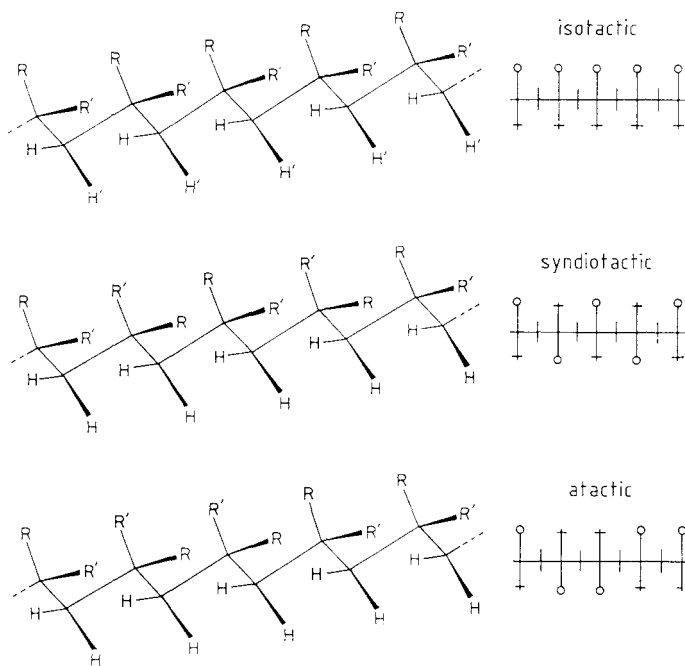 isotactic
R R R R R
R' R' R' R' R'
H H H H H
H' H' H' H' H'
syndiotactic
R R' R R' R
R' R R' R R'
H H H H H
H H H H H
atactic
R R' R' R R
R' R R R' R'
H H H H H
H H H H H